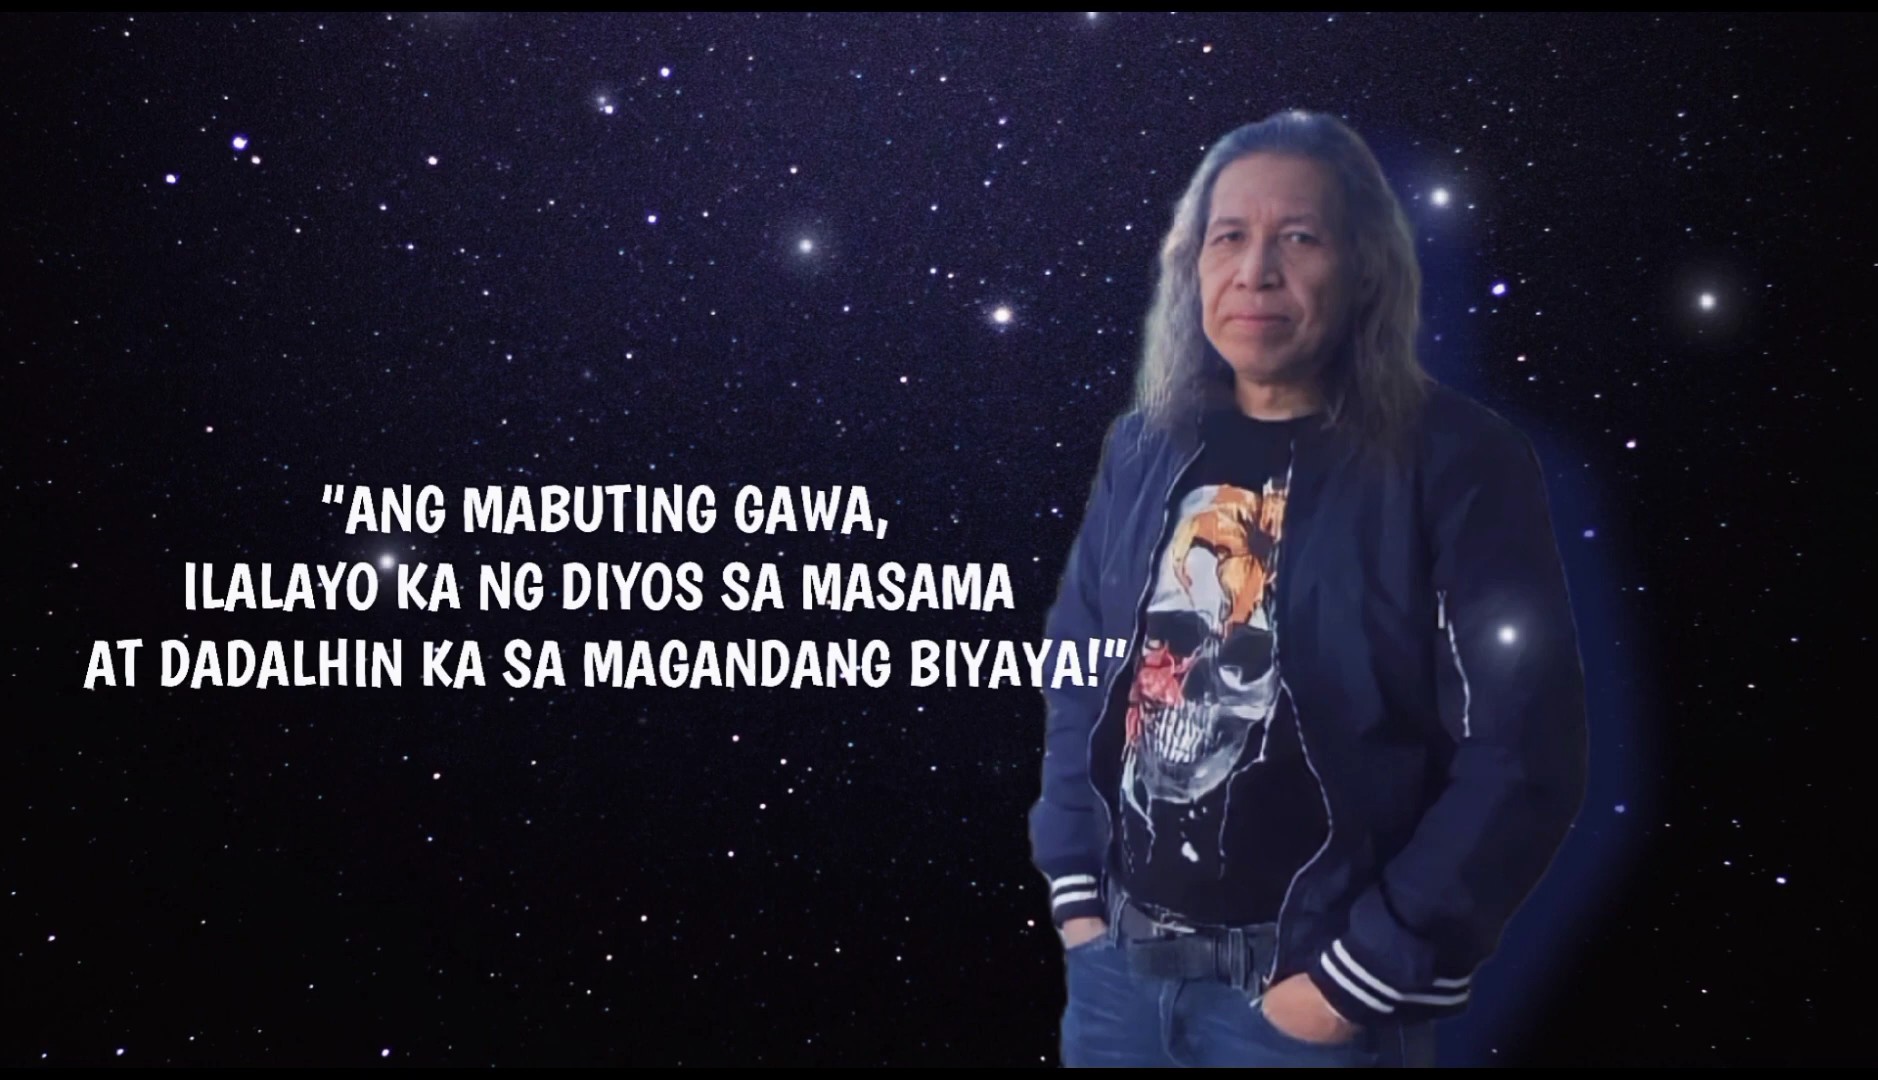 "ANG MABUTING GAWA,
ILALAYO KA NG DIYOS SA MASAMA
AT DADALHIN KA SA MAGANDANG BIYAYA!"